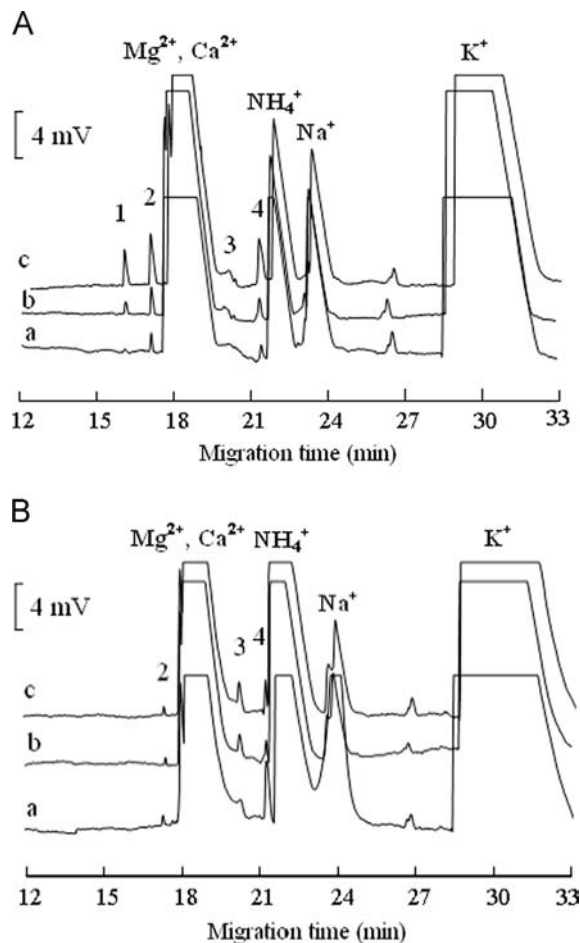 A
Mg2+, Ca2+
K+
NH4+
4 mV
Na+
2
1
4
3
c
b
a
12 15 18 21 24 27 30 33
Migration time (min)
B
Mg2+, Ca2+ NH4+
K+
4 mV
Na+
3 4
2
c
b
a
12 15 18 21 24 27 30 33
Migration time (min)